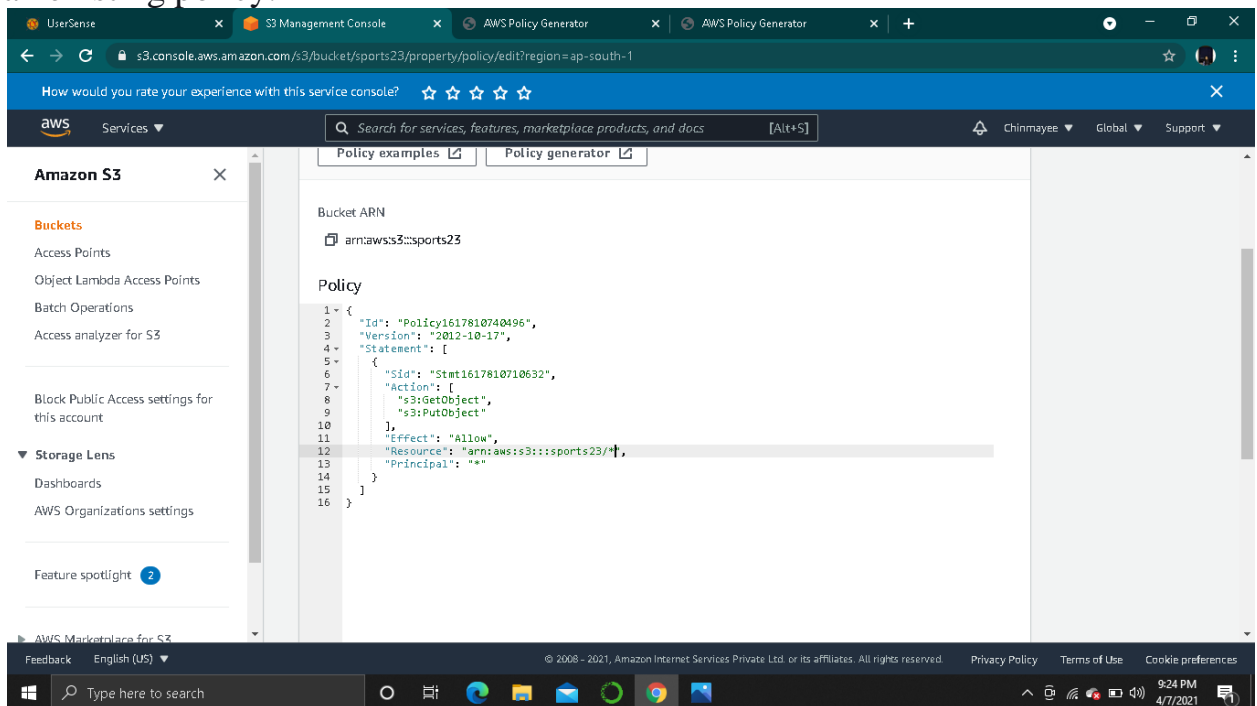 UserSense
S3 Management Console
AWS Policy Generator
AWS Policy Generator
s3.console.aws.amazon.com/s3/bucket/sports23/property/policy/edit?region=ap-south-1
How would you rate your experience with this service console?
aws
Services
Search for services, features, marketplace products, and docs
[Alt+S]
Chinmayee
Global
Support
Amazon S3
Buckets
Access Points
Object Lambda Access Points
Batch Operations
Access analyzer for S3
Block Public Access settings for
this account
Storage Lens
Dashboards
AWS Organizations settings
Feature spotlight 2
AWS Marketplace for S3
Policy examples
Policy generator
Bucket ARN
arn:aws:s3:::sports23
Policy
1 {
2 "Id": "Policy1617810740496",
3 "Version": "2012-10-17",
4 "Statement": [
5 {
6 "Sid": "Stmt1617810710632",
7 "Action": [
8 "s3:GetObject",
9 "s3:PutObject"
10 ],
11 "Effect": "Allow",
12 "Resource": "arn:aws:s3:::sports23/*",
13 "Principal": "*"
14 }
15 ]
16 }
Feedback
English (US)
© 2008 - 2021, Amazon Internet Services Private Ltd. or its affiliates. All rights reserved.
Privacy Policy
Terms of Use
Cookie preferences
Type here to search
9:24 PM
4/7/2021